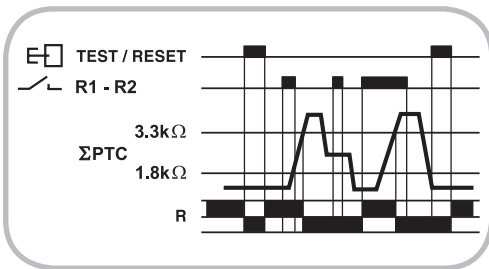 TEST / RESET
R1 - R2
3.3kΩ
ΣPTC
1.8kΩ
R